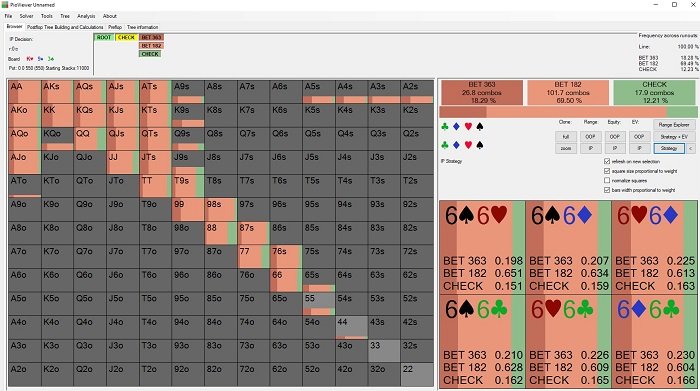 PioViewer Unnamed
File Solver Tools Analysis About
Browser Postflop Tree Building and Calculations Preflop Tree information
IP Decision:
r:0:c
Board K♥ 9♠ 3♣
Pot: 0 0 550 (550) Starting Stacks 11000
ROOT CHECK BET 363
BET 182
CHECK
Frequency across runouts:
Line: 100.00 %
BET 363 18.28 %
BET 182 69.49 %
CHECK 12.23 %
AA AKs AQs AJs ATs A9s A8s A7s A6s A5s A4s A3s A2s
AKo KK KQs KJs KTs K9s K8s K7s K6s K5s K4s K3s K2s
AQo KQo QQ QJs QTs Q9s Q8s Q7s Q6s Q5s Q4s Q3s Q2s
AJo KJo QJo JJ JTs J9s J8s J7s J6s J5s J4s J3s J2s
ATo KTo QTo JTo TT T9s T8s T7s T6s T5s T4s T3s T2s
A9o K9o Q9o J9o T9o 99 98s 97s 96s 95s 94s 93s 92s
A8o K8o Q8o J8o T8o 98o 88 87s 86s 85s 84s 83s 82s
A7o K7o Q7o J7o T7o 97o 87o 77 76s 75s 74s 73s 72s
A6o K6o Q6o J6o T6o 96o 86o 76o 66 65s 64s 63s 62s
A5o K5o Q5o J5o T5o 95o 85o 75o 65o 55 54s 53s 52s
A4o K4o Q4o J4o T4o 94o 84o 74o 64o 54o 44 43s 42s
A3o K3o Q3o J3o T3o 93o 83o 73o 63o 53o 43o 33 32s
A2o K2o Q2o J2o T2o 92o 82o 72o 62o 52o 42o 32o 22
BET 363 BET 182 CHECK
26.8 combos 101.7 combos 17.9 combos
18.29 % 69.50 % 12.21 %
♣ ♦ ♥ ♠
♣ ♦ ♥ ♠
IP Strategy
Clone: Range: Equity: EV:
full OOP OOP OOP
zoom IP IP IP
Range Explorer
Strategy + EV
Strategy <
refresh on new selection
square size proportional to weight
normalize squares
bars width proportional to weight
6♠6♥ 6♠6♦ 6♥6♦
BET 363 0.198 BET 363 0.207 BET 363 0.225
BET 182 0.651 BET 182 0.634 BET 182 0.613
CHECK 0.151 CHECK 0.159 CHECK 0.163
6♠6♣ 6♥6♣ 6♦6♣
BET 363 0.210 BET 363 0.226 BET 363 0.230
BET 182 0.628 BET 182 0.609 BET 182 0.604
CHECK 0.162 CHECK 0.165 CHECK 0.166